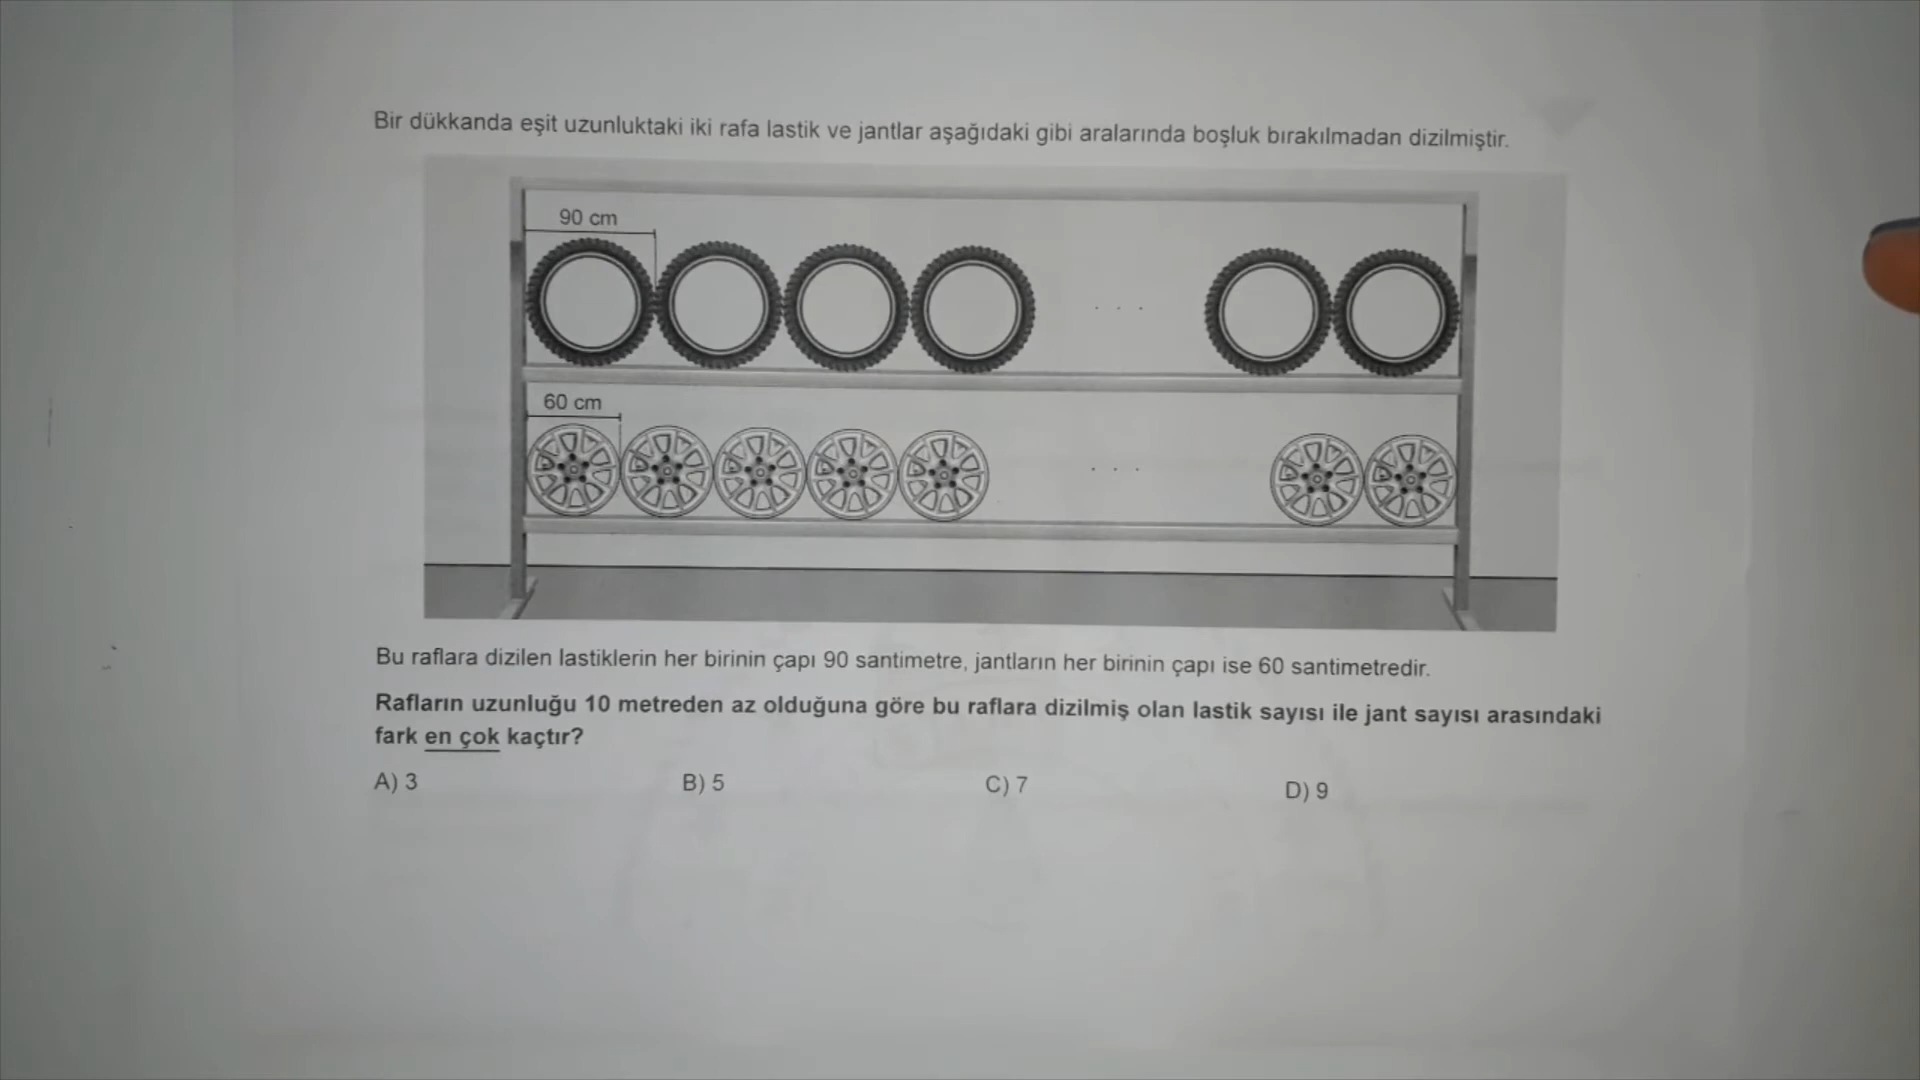 Bir dükkanda eşit uzunluktaki iki rafa lastik ve jantlar aşağıdaki gibi aralarında boşluk bırakılmadan dizilmiştir.
90 cm
. . .
60 cm
. . .
Bu raflara dizilen lastiklerin her birinin çapı 90 santimetre, jantların her birinin çapı ise 60 santimetredir.
Rafların uzunluğu 10 metreden az olduğuna göre bu raflara dizilmiş olan lastik sayısı ile jant sayısı arasındaki
fark en çok kaçtır?
A) 3 B) 5 C) 7 D) 9